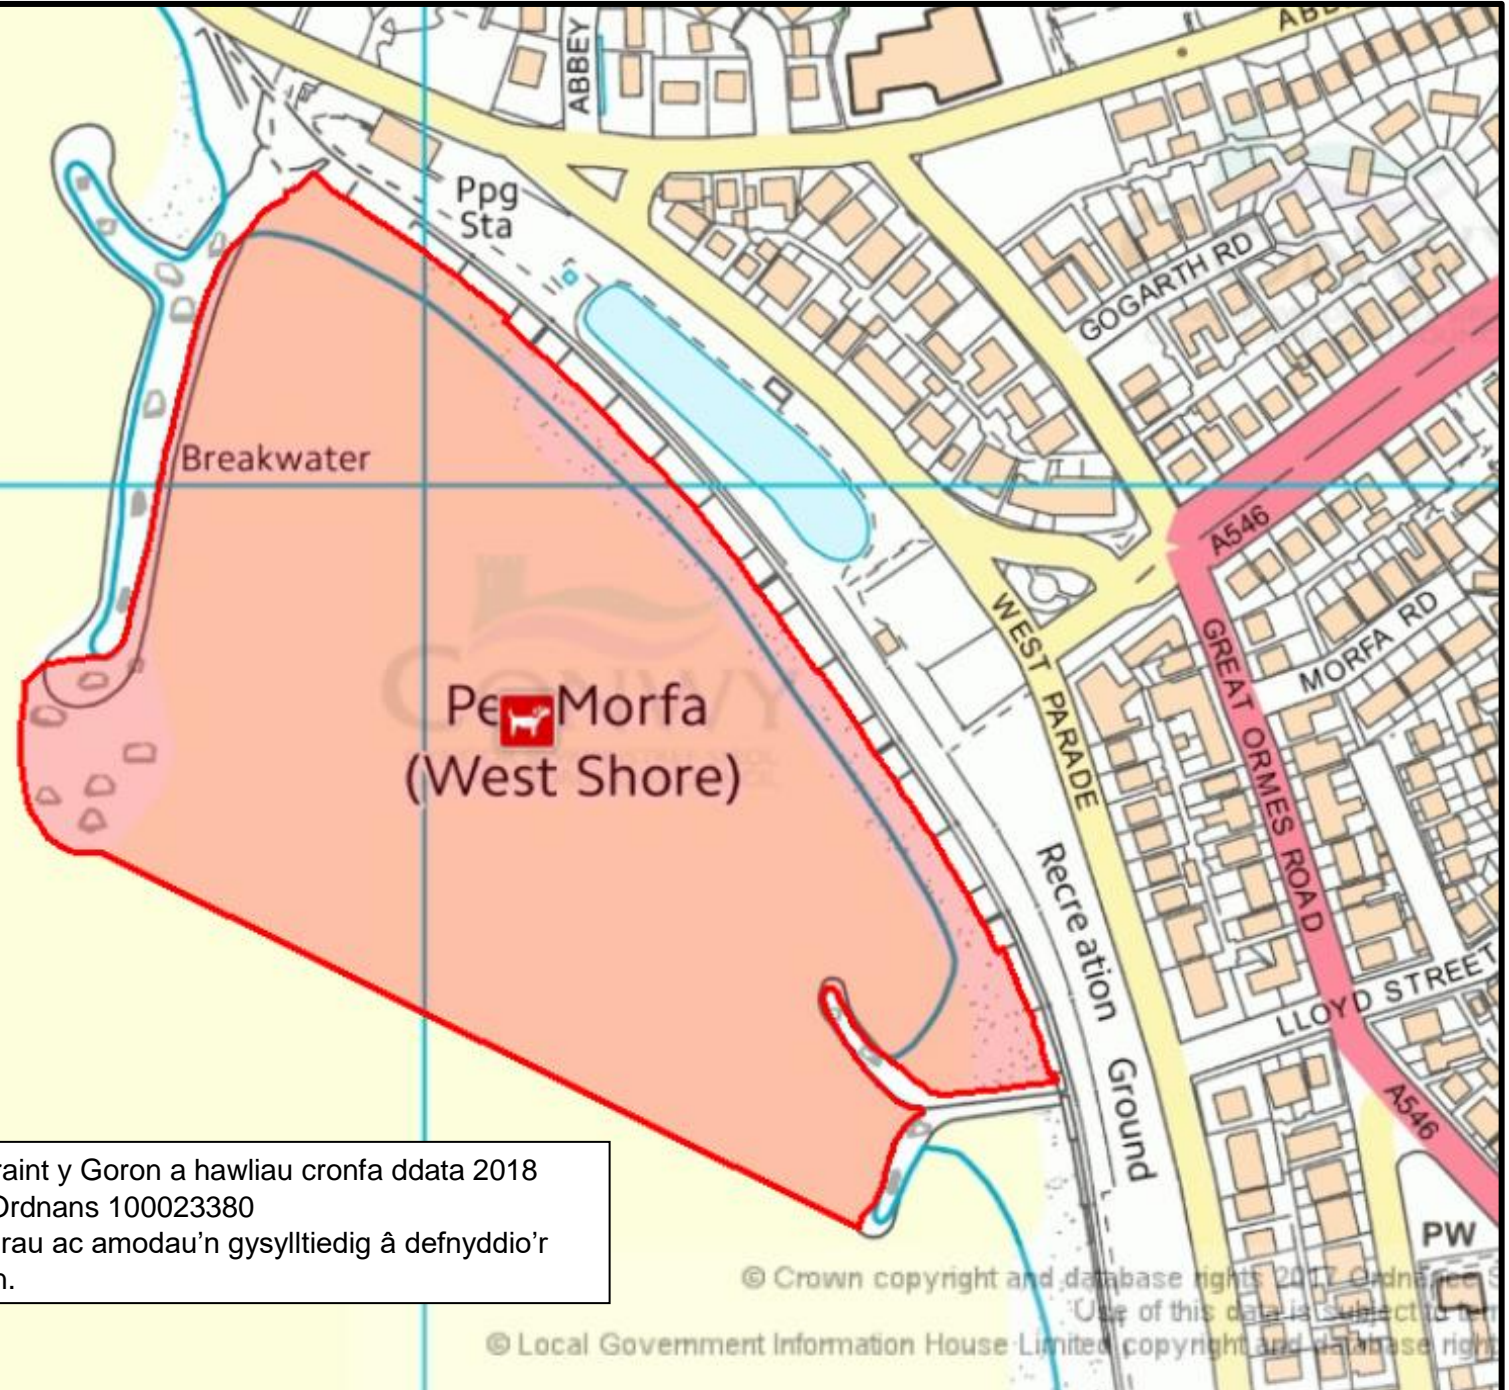 ABBEY
Ppg
Sta
GOGARTH RD
Breakwater
A546
WEST PARADE
GREAT ORMES ROAD
MORFA RD
CONWY
Pe Morfa
(West Shore)
Recreation Ground
LLOYD STREET
A546
PW
raint y Goron a hawliau cronfa ddata 2018
Ordnans 100023380
rau ac amodau'n gysylltiedig â defnyddio'r
n.
© Crown copyright and database rights 2017 Ordnance S
Use of this data is subject to ter
© Local Government Information House Limited copyright and database right